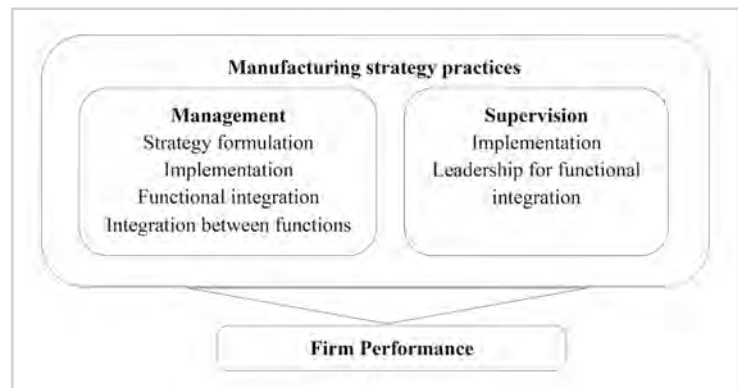 Manufacturing strategy practices
Management
Strategy formulation
Implementation
Functional integration
Integration between functions
Supervision
Implementation
Leadership for functional
integration
Firm Performance